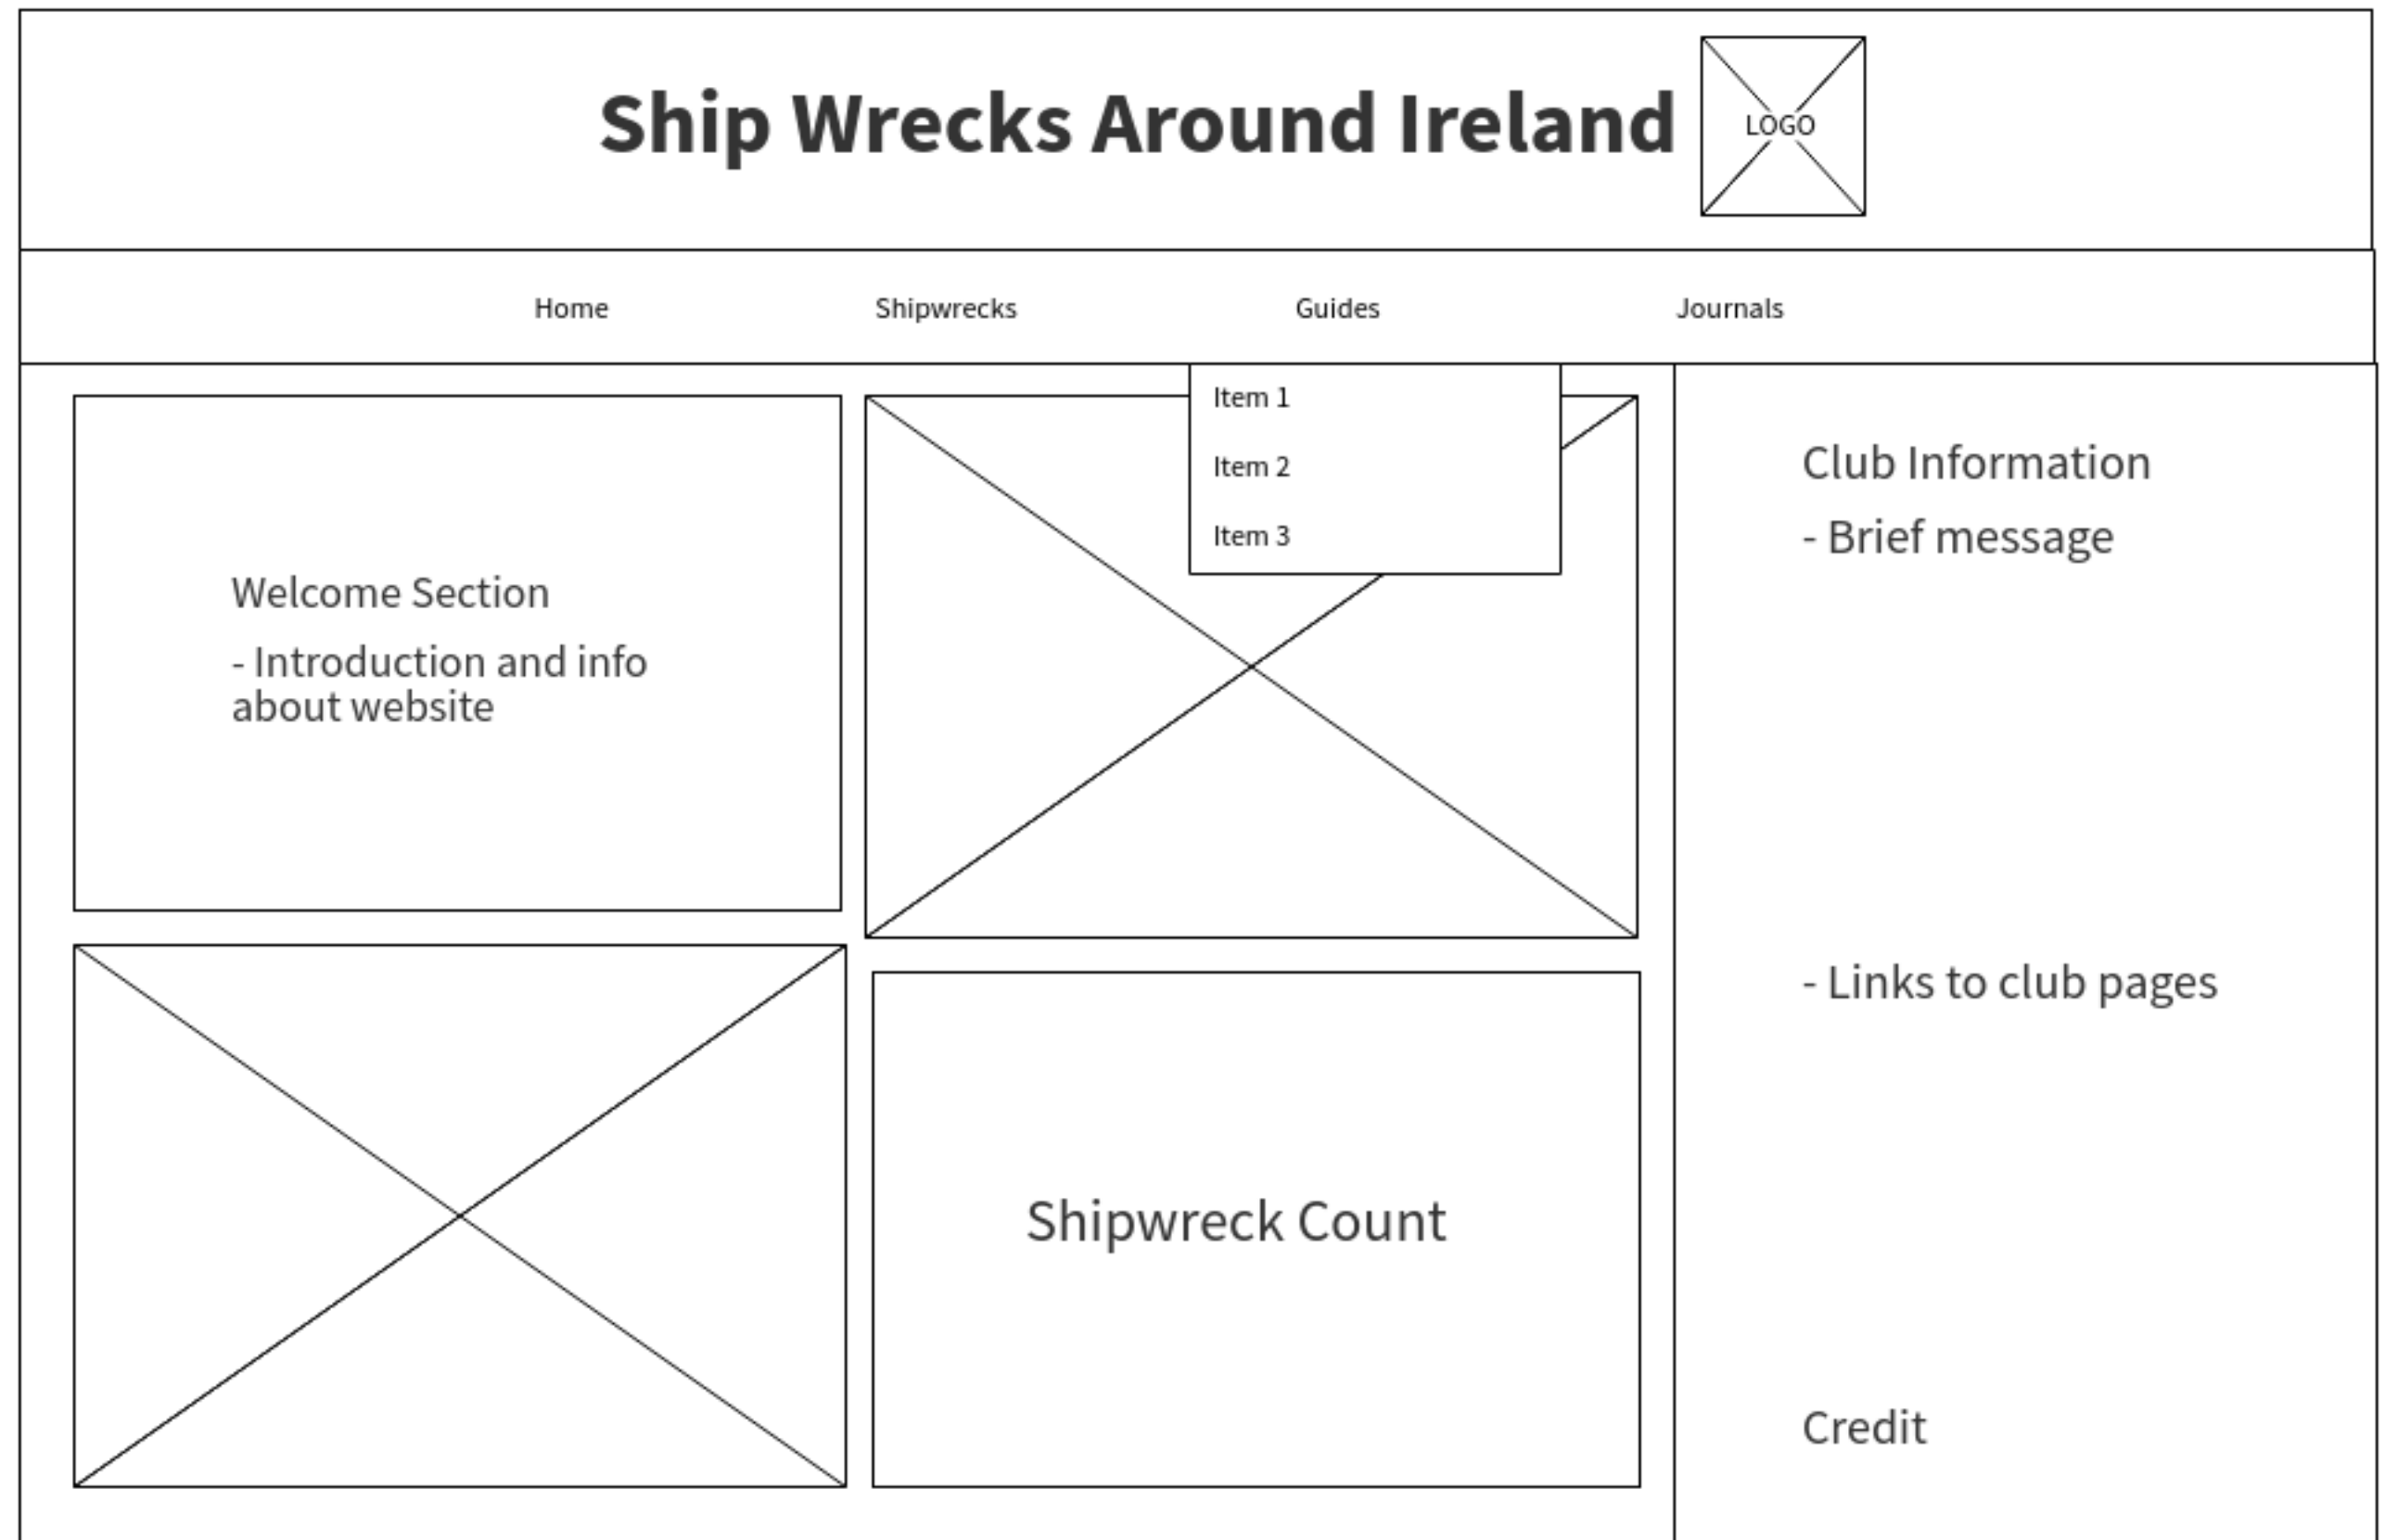 Ship Wrecks Around Ireland
LOGO
Home
Shipwrecks
Guides
Journals
Item 1
Item 2
Item 3
Welcome Section
- Introduction and info
about website
Shipwreck Count
Club Information
- Brief message
- Links to club pages
Credit